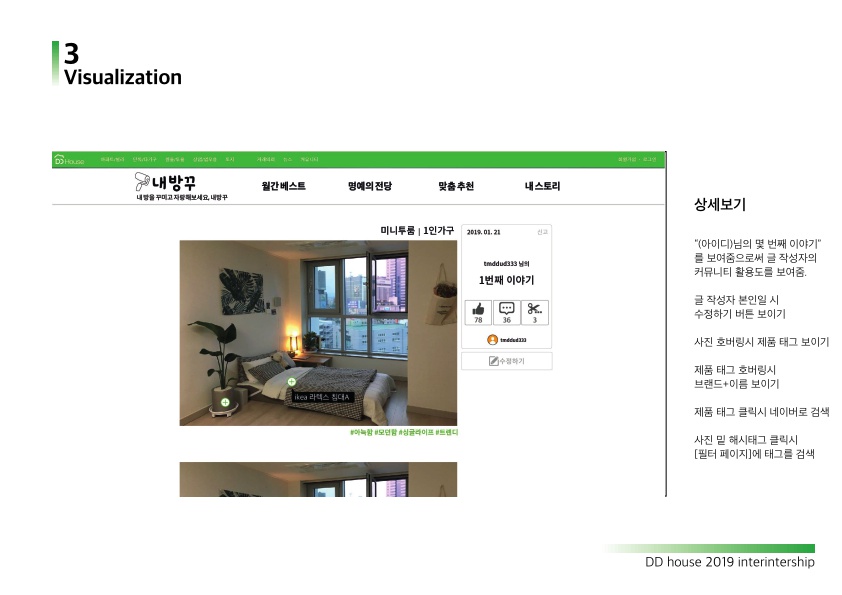 3
Visualization
DD House
회원가입 · 로그인
내방꾸
내 방을 꾸미고 자랑해보세요, 내방꾸
월간 베스트
명예의 전당
맞춤 추천
내 스토리
미니투룸 | 1인가구
2019. 01. 21
신고
tmddud333 님의
1번째 이야기
78
36
3
tmddud333
수정하기
ikea 라텍스 침대A
#아늑함 #모던함 #싱글라이프 #트렌디
상세보기
"(아이디)님의 몇 번째 이야기"
를 보여줌으로써 글 작성자의
커뮤니티 활용도를 보여줌.
글 작성자 본인일 시
수정하기 버튼 보이기
사진 호버링시 제품 태그 보이기
제품 태그 호버링시
브랜드+이름 보이기
제품 태그 클릭시 네이버로 검색
사진 밑 해시태그 클릭시
[필터 페이지]에 태그를 검색
DD house 2019 interintership